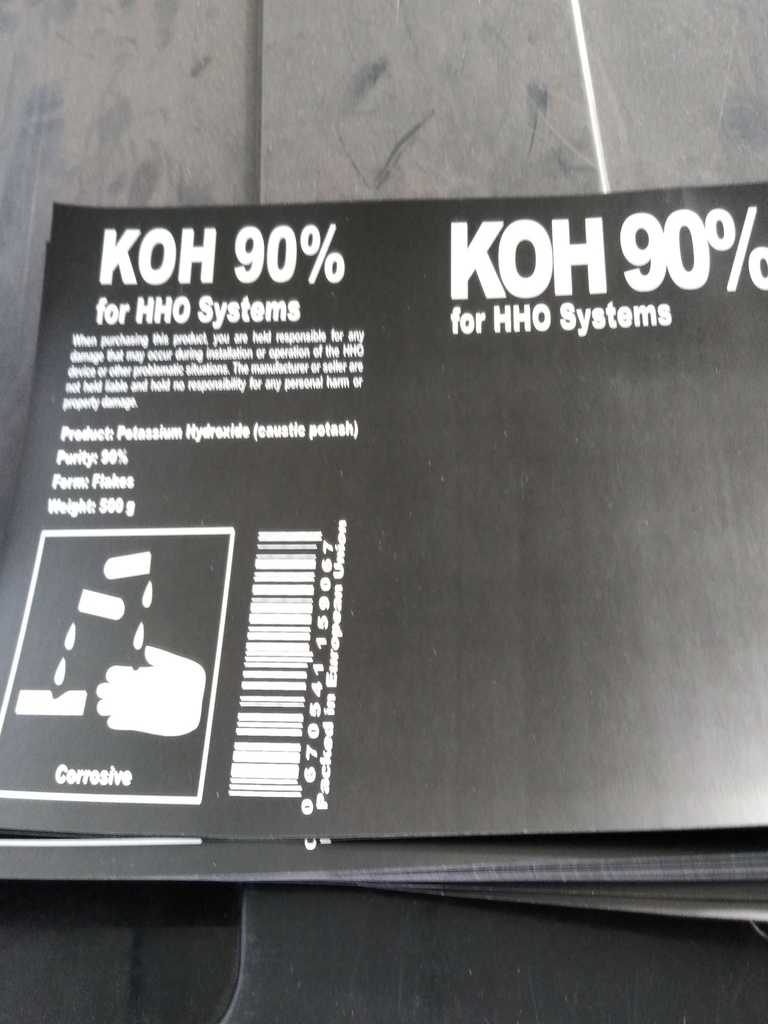 KOH 90%
for HHO Systems
When purchasing this product, you are held responsible for any
damage that may occur during installation or operation of the HHO
device or other problematic situations. The manufacturer or seller are
not held liable and hold no responsibility for any personal harm or
property damage.
Product: Potassium Hydroxide (caustic potash)
Purity: 90%
Form: Flakes
Weight: 500 g
Corrosive
0 670541 159067
Packed in European Union
KOH 90%
for HHO Systems